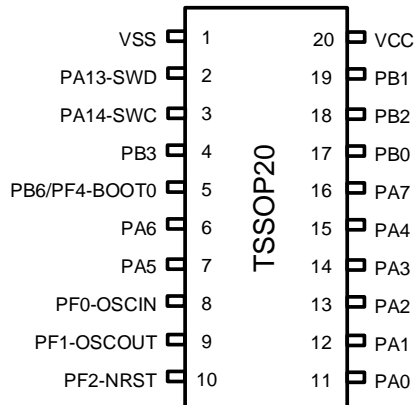 VSS 1 20 VCC
PA13-SWD 2 19 PB1
PA14-SWC 3 18 PB2
PB3 4 17 PB0
PB6/PF4-BOOT0 5 16 PA7
PA6 6 15 PA4
PA5 7 14 PA3
PF0-OSCIN 8 13 PA2
PF1-OSCOUT 9 12 PA1
PF2-NRST 10 11 PA0
TSSOP20